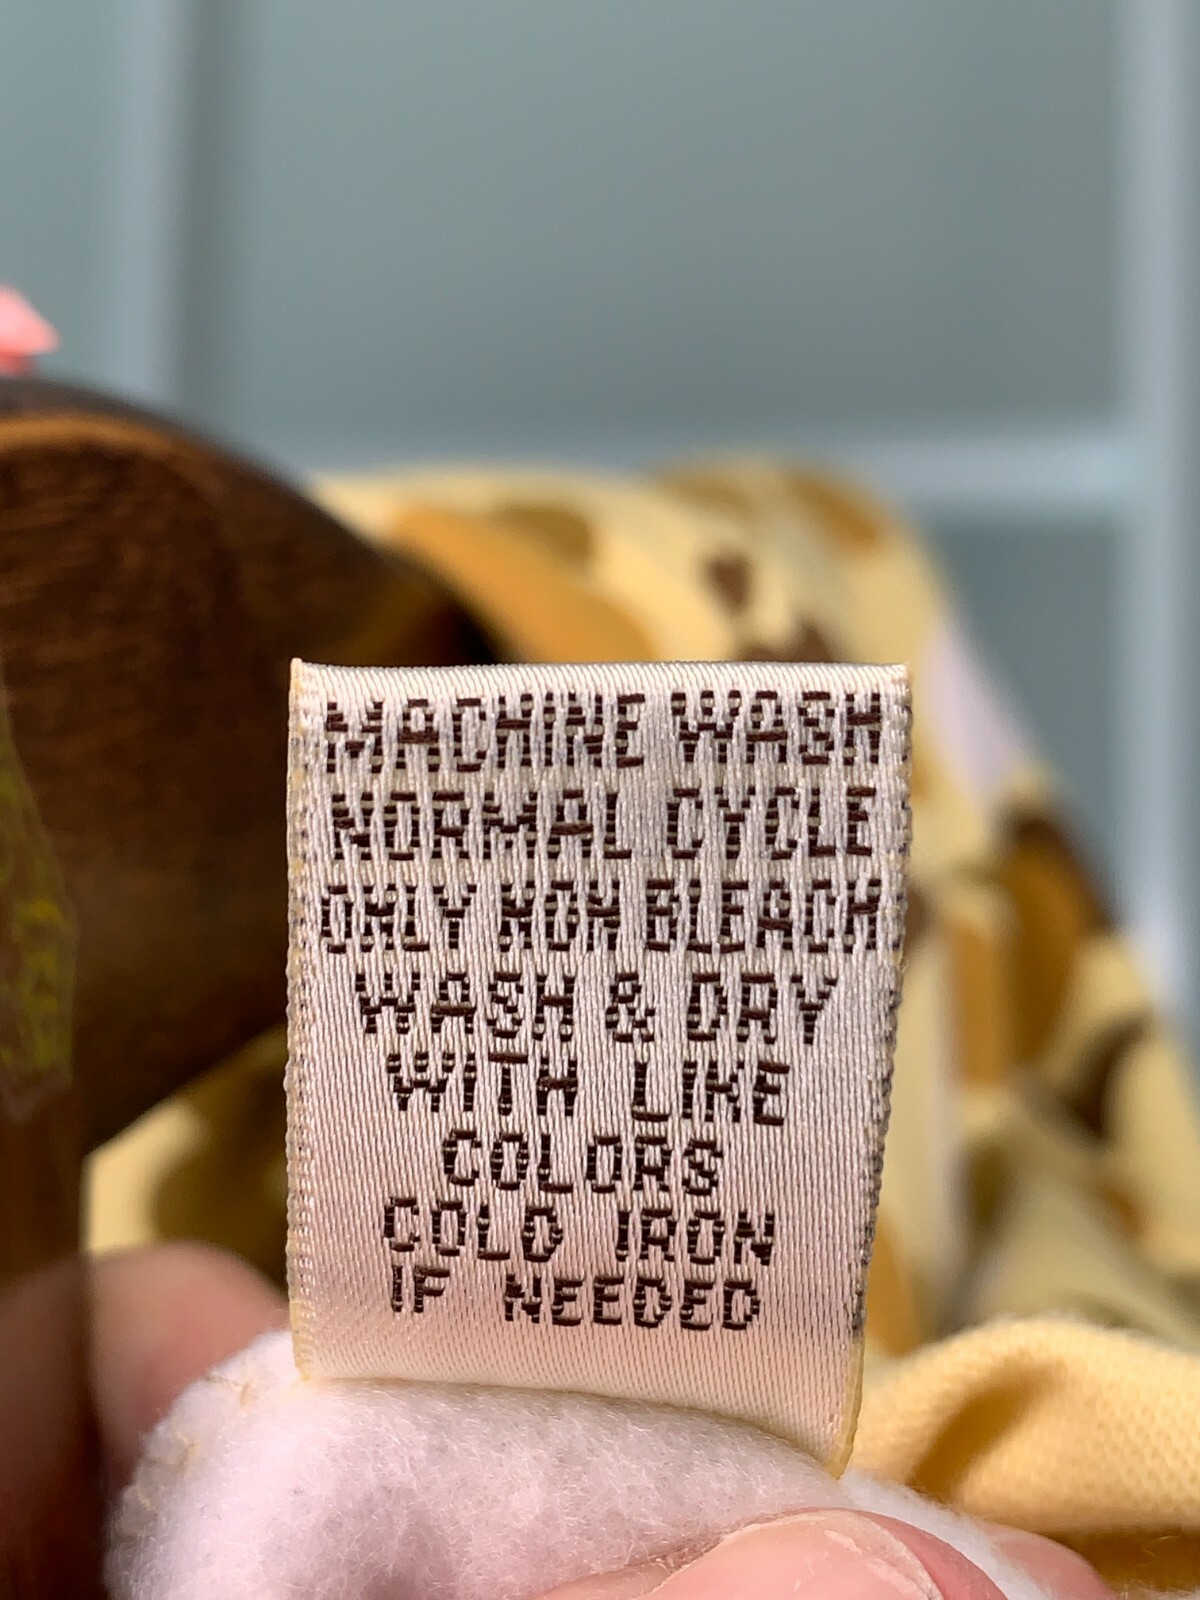 MACHINE WASH
NORMAL CYCLE
ONLY NON BLEACH.
WASH & DRY
WITH LIKE
COLORS
COLD IRON
IF NEEDED